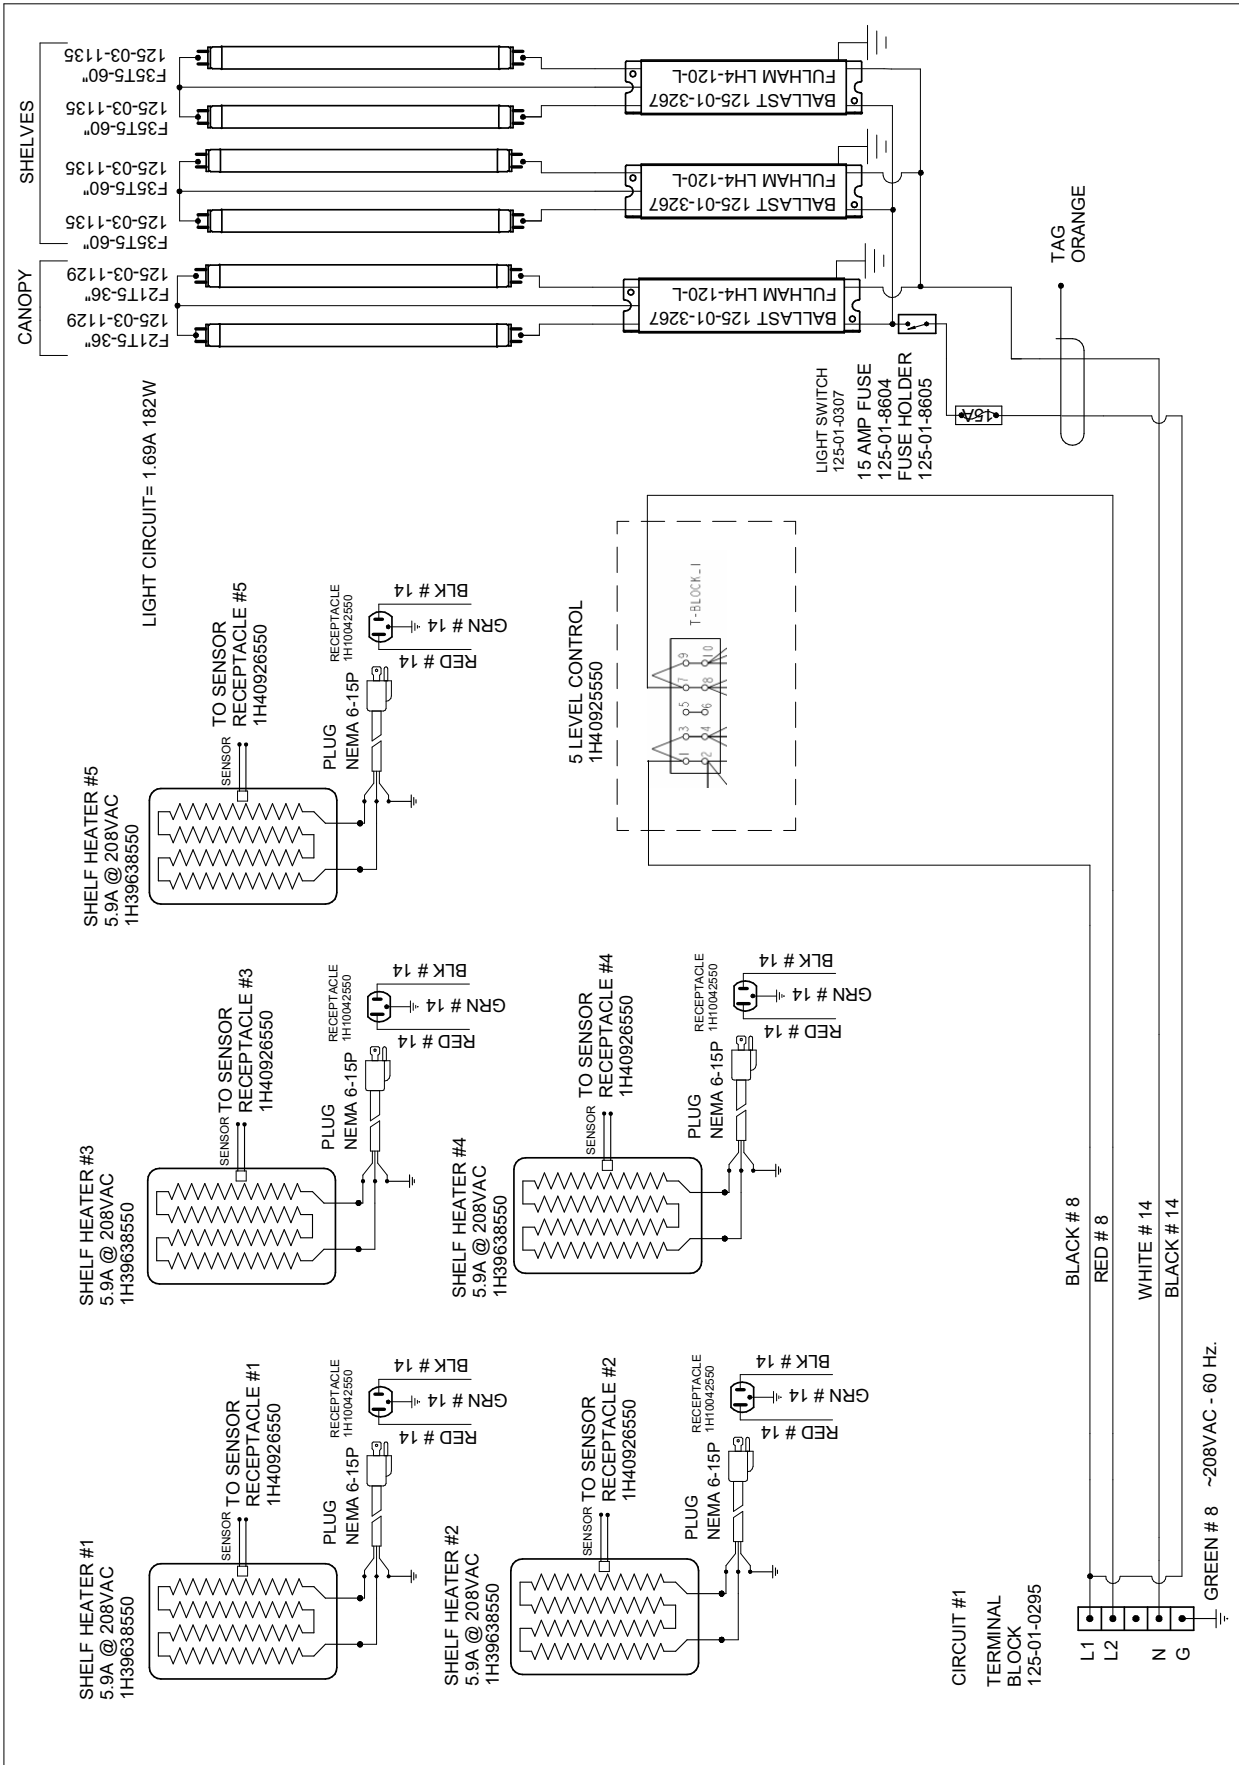 SHELVES
CANOPY
125-03-1135
F35T5-60"
125-03-1135
F35T5-60"
125-03-1135
F35T5-60"
125-03-1135
F35T5-60"
125-03-1129
F21T5-36"
125-03-1129
F21T5-36"
FULHAM LH4-120-L
BALLAST 125-01-3267
FULHAM LH4-120-L
BALLAST 125-01-3267
FULHAM LH4-120-L
BALLAST 125-01-3267
LIGHT CIRCUIT= 1.69A 182W
LIGHT SWITCH
125-01-0307
15 AMP FUSE
125-01-8604
FUSE HOLDER
125-01-8605
15A
TAG
ORANGE
SHELF HEATER #1
5.9A @ 208VAC
1H39638550
SENSOR
TO SENSOR
RECEPTACLE #1
1H40926550
PLUG
NEMA 6-15P
RECEPTACLE
1H10042550
BLK # 14
GRN # 14
RED # 14
SHELF HEATER #3
5.9A @ 208VAC
1H39638550
SENSOR
TO SENSOR
RECEPTACLE #3
1H40926550
PLUG
NEMA 6-15P
RECEPTACLE
1H10042550
BLK # 14
GRN # 14
RED # 14
SHELF HEATER #5
5.9A @ 208VAC
1H39638550
SENSOR
TO SENSOR
RECEPTACLE #5
1H40926550
PLUG
NEMA 6-15P
RECEPTACLE
1H10042550
BLK # 14
GRN # 14
RED # 14
SHELF HEATER #2
5.9A @ 208VAC
1H39638550
SENSOR
TO SENSOR
RECEPTACLE #2
1H40926550
PLUG
NEMA 6-15P
RECEPTACLE
1H10042550
BLK # 14
GRN # 14
RED # 14
SHELF HEATER #4
5.9A @ 208VAC
1H39638550
SENSOR
TO SENSOR
RECEPTACLE #4
1H40926550
PLUG
NEMA 6-15P
RECEPTACLE
1H10042550
BLK # 14
GRN # 14
RED # 14
5 LEVEL CONTROL
1H40925550
T-BLOCK_1
1 3 5 7 9
2 4 6 8 10
CIRCUIT #1
TERMINAL
BLOCK
125-01-0295
L1
L2
N
G
BLACK # 8
RED # 8
WHITE # 14
BLACK # 14
GREEN # 8 ~208VAC - 60 Hz.